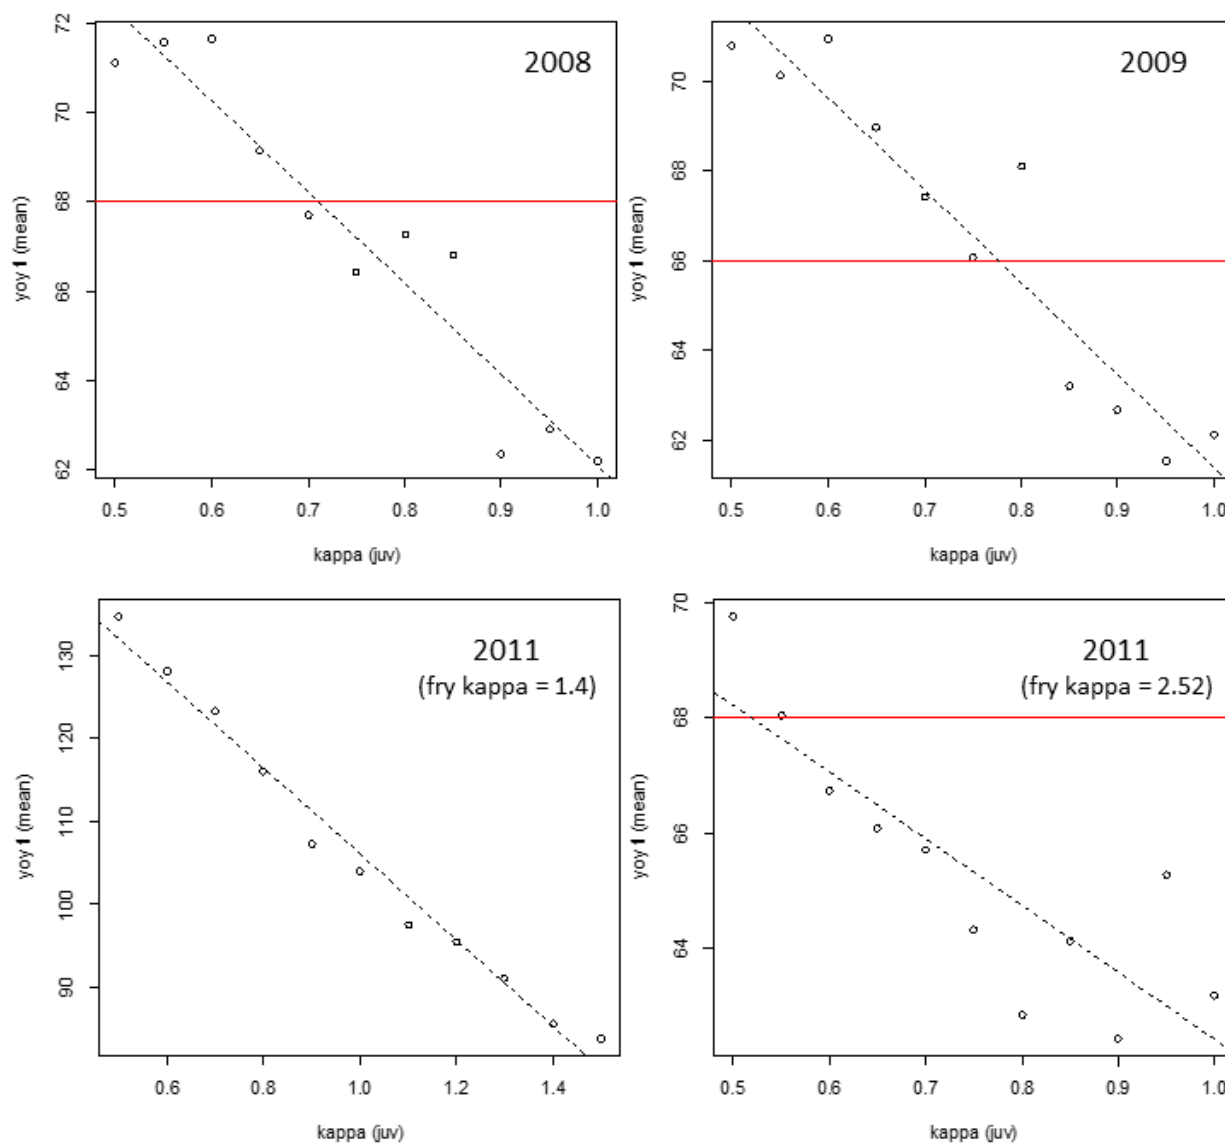 2008
72
70
68
66
64
62
yoy l (mean)
0.5 0.6 0.7 0.8 0.9 1.0
kappa (juv)
2009
70
68
66
64
62
yoy l (mean)
0.5 0.6 0.7 0.8 0.9 1.0
kappa (juv)
2011
(fry kappa = 1.4)
130
120
110
100
90
yoy l (mean)
0.6 0.8 1.0 1.2 1.4
kappa (juv)
2011
(fry kappa = 2.52)
70
68
66
64
yoy l (mean)
0.5 0.6 0.7 0.8 0.9 1.0
kappa (juv)